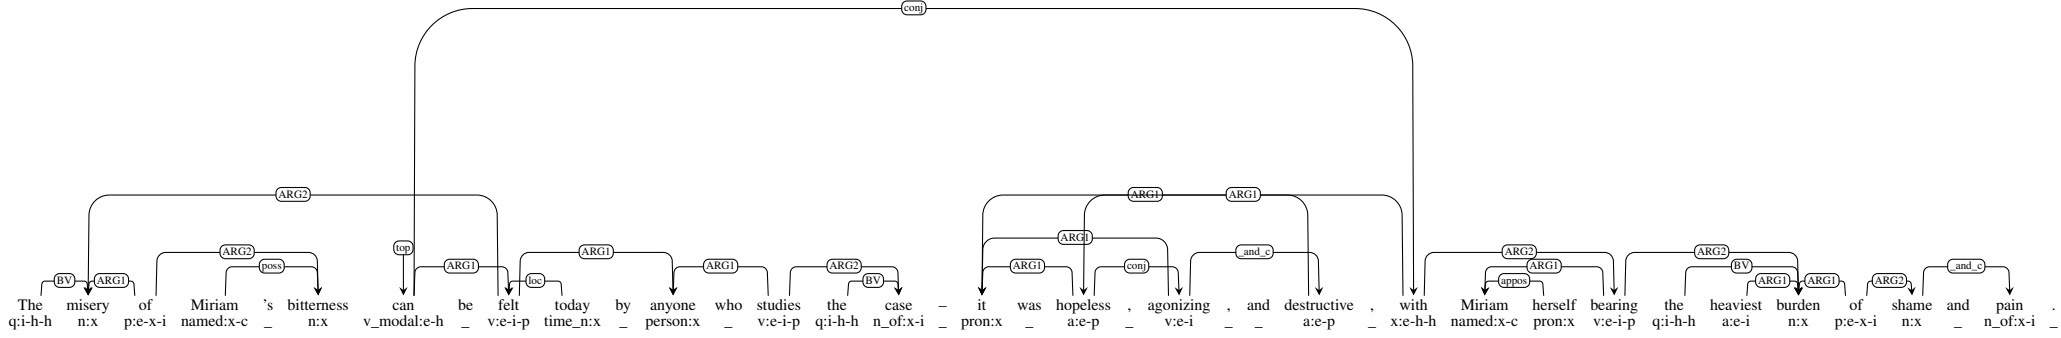 conj
ARG2 ARG1 ARG1
top ARG2 ARG1 ARG1 _and_c ARG2 ARG2
BV ARG1 poss ARG1 loc ARG1 ARG2 BV ARG1 conj ARG1 appos BV ARG1 ARG1 ARG2 _and_c
The misery of Miriam 's bitterness can be felt today by anyone who studies the case – it was hopeless , agonizing , and destructive , with Miriam herself bearing the heaviest burden of shame and pain .
q:i-h-h n:x p:e-x-i named:x-c _ n:x v_modal:e-h _ v:e-i-p time_n:x _ person:x _ v:e-i-p q:i-h-h n_of:x-i _ pron:x _ a:e-p _ v:e-i _ _ a:e-p _ x:e-h-h named:x-c pron:x v:e-i-p q:i-h-h a:e-i n:x p:e-x-i n:x _ n_of:x-i _